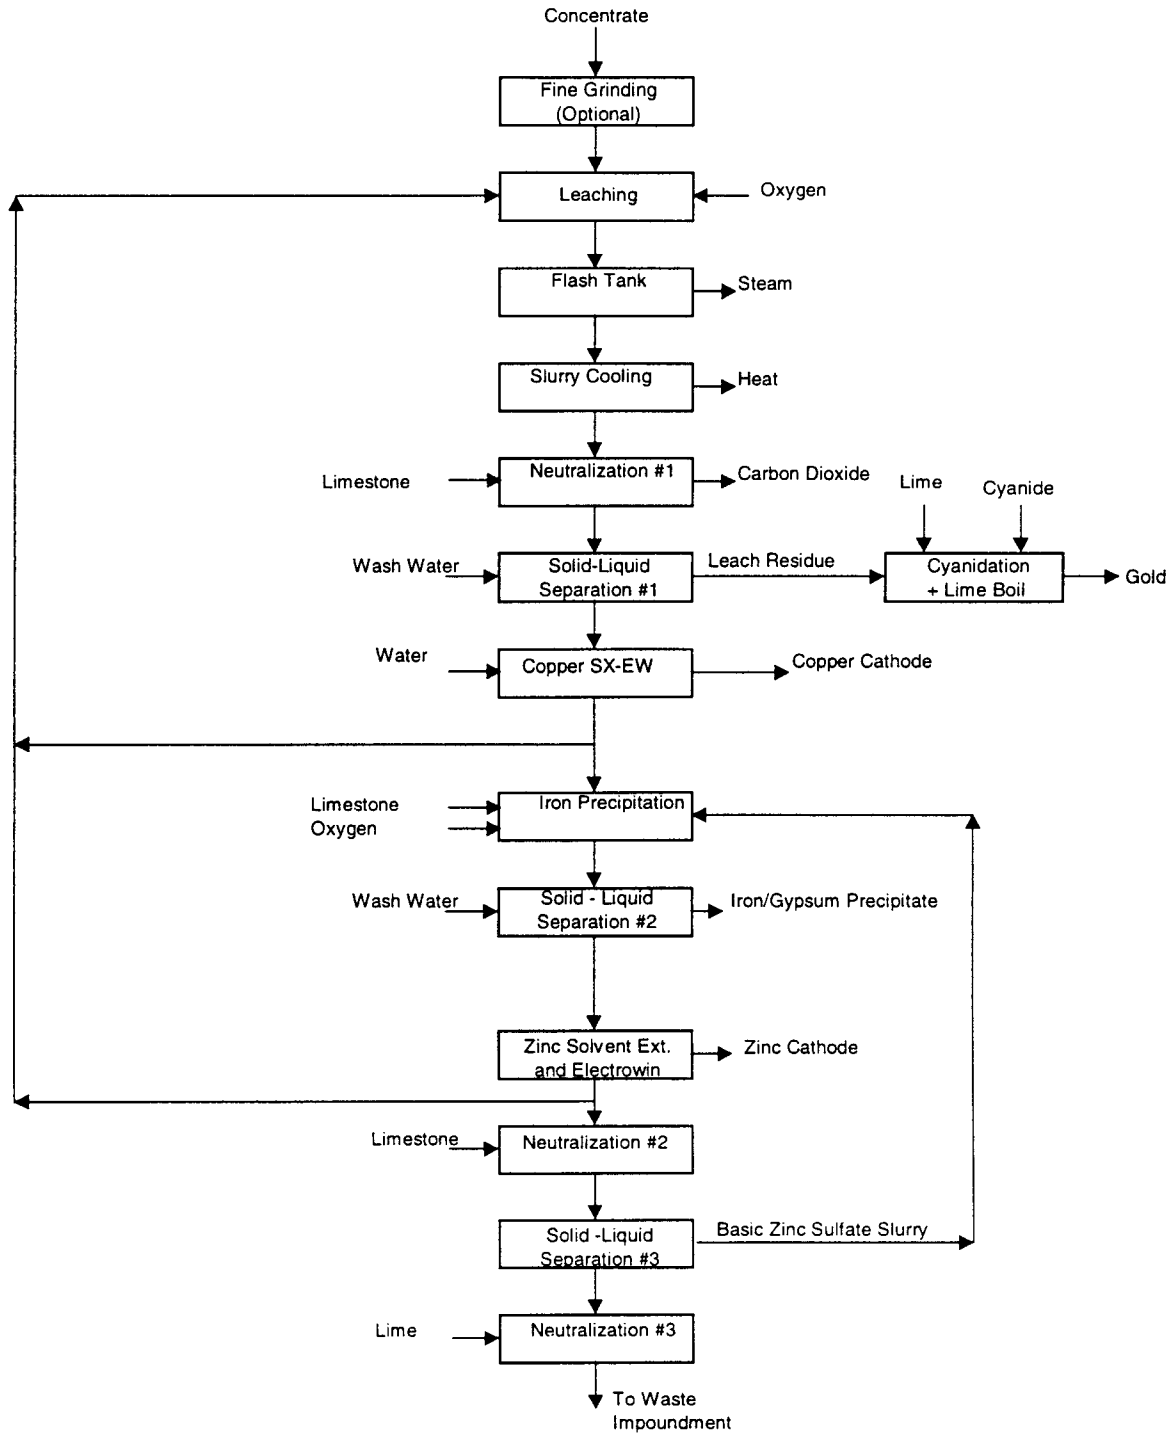 Concentrate
Fine Grinding
(Optional)
Leaching
Oxygen
Flash Tank
Steam
Slurry Cooling
Heat
Limestone
Neutralization #1
Carbon Dioxide
Lime
Cyanide
Wash Water
Solid-Liquid
Separation #1
Leach Residue
Cyanidation
+ Lime Boil
Gold
Water
Copper SX-EW
Copper Cathode
Limestone
Oxygen
Iron Precipitation
Wash Water
Solid - Liquid
Separation #2
Iron/Gypsum Precipitate
Zinc Solvent Ext.
and Electrowin
Zinc Cathode
Limestone
Neutralization #2
Solid -Liquid
Separation #3
Basic Zinc Sulfate Slurry
Lime
Neutralization #3
To Waste
Impoundment